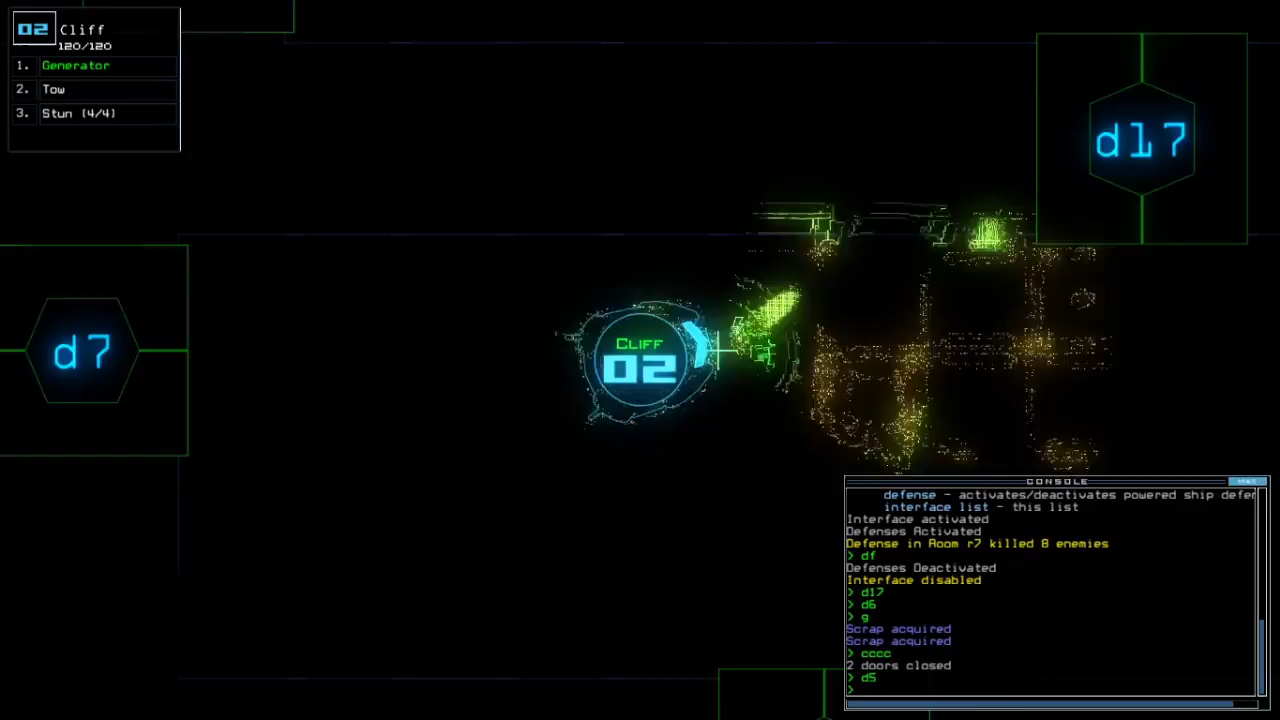 02 Cliff
120/120
1. Generator
2. Tow
3. Stun (4/4)
d17
d7
Cliff
02
CONSOLE
MAX
defense - activates/deactivates powered ship defer
interface list - this list
Interface activated
Defenses Activated
Defense in Room r7 killed 8 enemies
> df
Defenses Deactivated
Interface disabled
> d17
> d6
> g
Scrap acquired
Scrap acquired
> cccc
2 doors closed
> d5
>